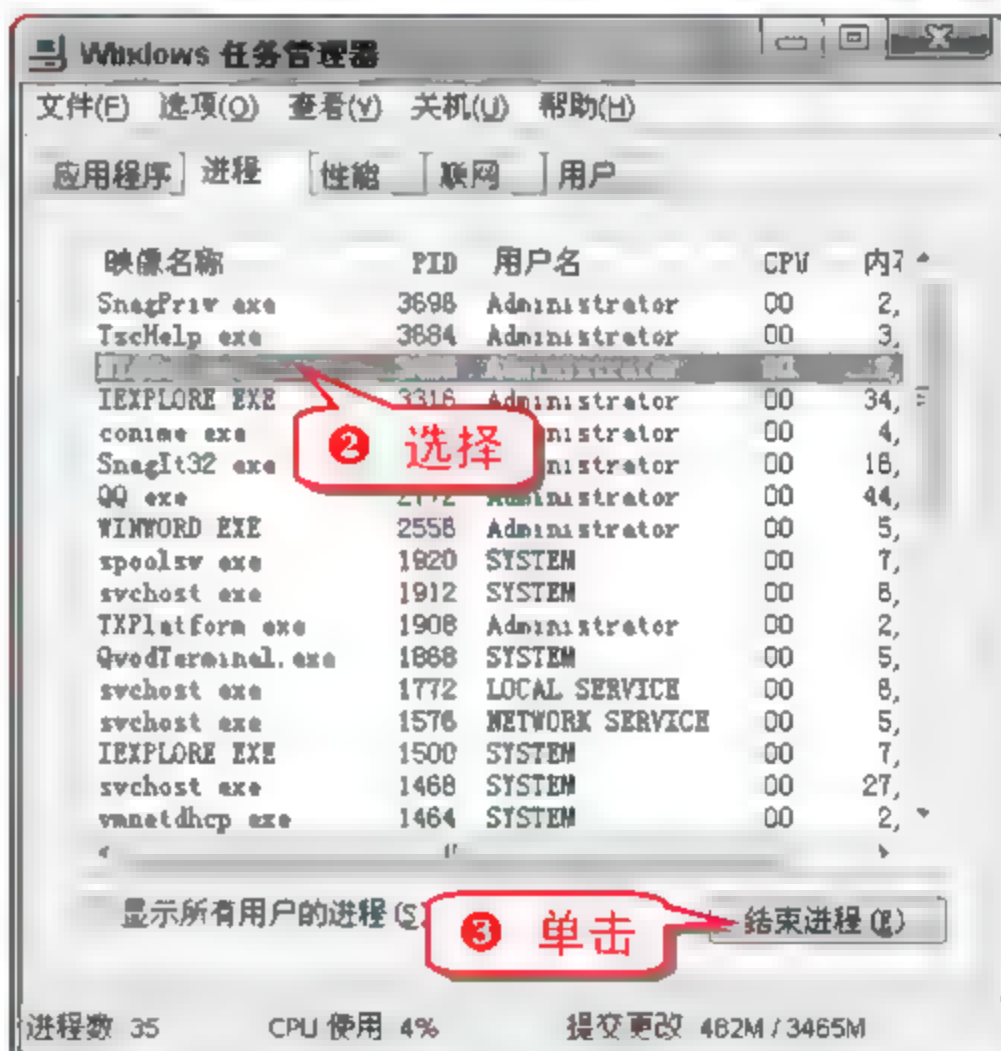 Windows 任务管理器
文件(F) 选项(O) 查看(V) 关机(U) 帮助(H)
应用程序 进程 性能 联网 用户
映像名称 PID 用户名 CPU 内
SnagPriv exe 3698 Administrator 00 2,
TscHelp exe 3684 Administrator 00 3,
IEXPLORE EXE 3316 Administrator 00 34,
conime exe nistrator 00 4,
❷ 选择
SnagIt32 exe nistrator 00 16,
QQ exe Administrator 00 44,
WINWORD EXE 2558 Administrator 00 5,
spoolsv exe 1920 SYSTEM 00 7,
svchost exe 1912 SYSTEM 00 8,
TXPlatform exe 1908 Administrator 00 2,
QvodTerminal.exe 1868 SYSTEM 00 5,
svchost exe 1772 LOCAL SERVICE 00 8,
svchost exe 1576 NETWORK SERVICE 00 5,
IEXPLORE EXE 1500 SYSTEM 00 7,
svchost exe 1468 SYSTEM 00 27,
vmnetdhcp exe 1464 SYSTEM 00 2,
显示所有用户的进程(S) ❸ 单击 结束进程(E)
进程数 35 CPU 使用 4% 提交更改 482M / 3465M